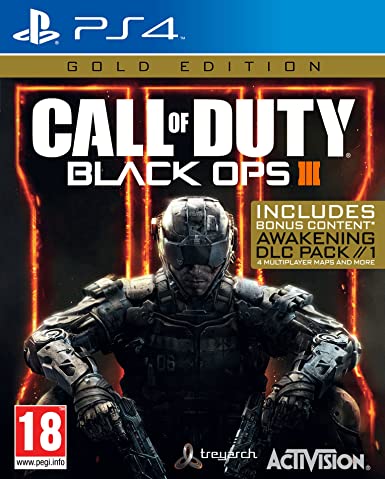 PS4
GOLD EDITION
CALL OF DUTY®
BLACK OPS III
INCLUDES
BONUS CONTENT*
AWAKENING
DLC PACK//1
4 MULTIPLAYER MAPS AND MORE
18
www.pegi.info
treyarch
ACTIVISION®